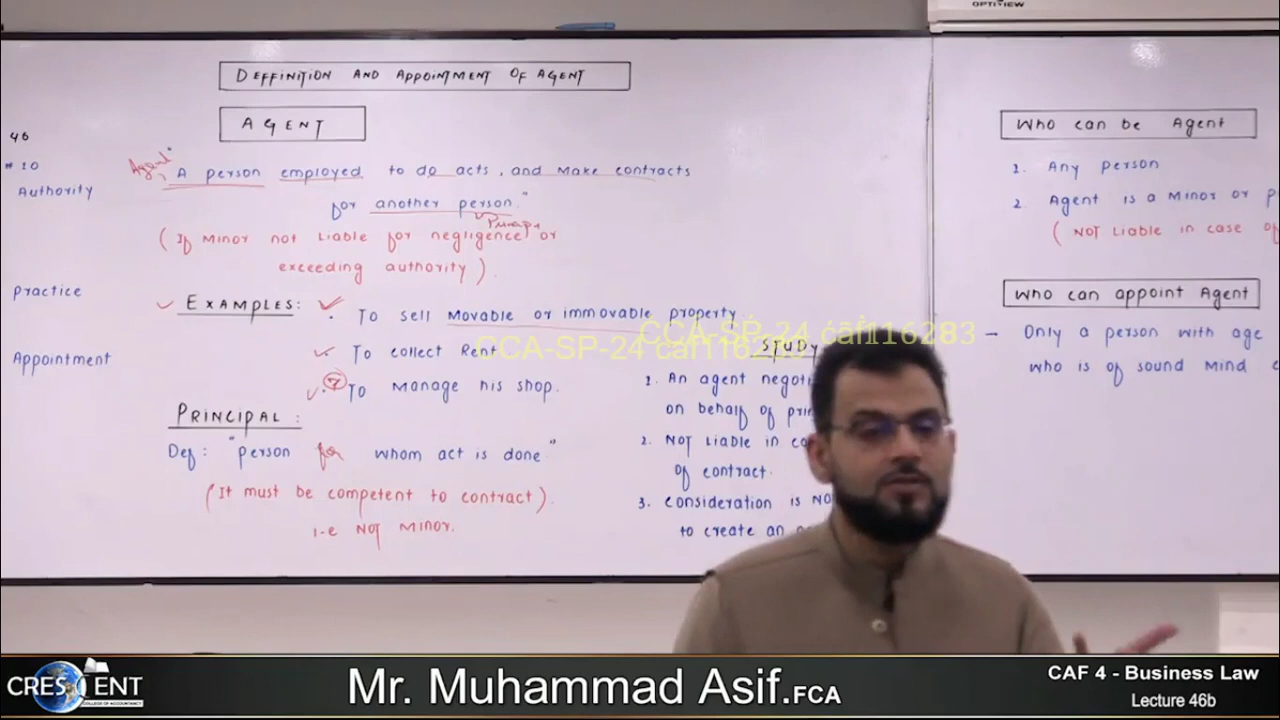 OPTIVIEW
DEFFINITION AND APPOINTMENT OF AGENT
AGENT
46
# 10
Authority
Practice
Appointment
Agent
"A person employed to do acts, and make contracts
for another person."
(If Minor not liable for negligence or
exceeding authority).
EXAMPLES:
. To sell Movable or immovable property
. To collect Rent
. To manage his shop.
PRINCIPAL:
Def: "person for whom act is done"
(It must be competent to contract).
i-e NOT MINOR.
STUDY
1. An agent
on behalf of
2. NOT Liable in
of contract.
3. Consideration is
to create an
Who can be Agent
1. Any person
2. Agent is a Minor or
(NOT Liable in case of
Who can appoint Agent
- Only a person with age
who is of sound mind
CCA-SP-24 caf116283
CCA-SP-24
CRESCENT
COLLEGE OF ACCOUNTANCY
Mr. Muhammad Asif.FCA
CAF 4 - Business Law
Lecture 46b